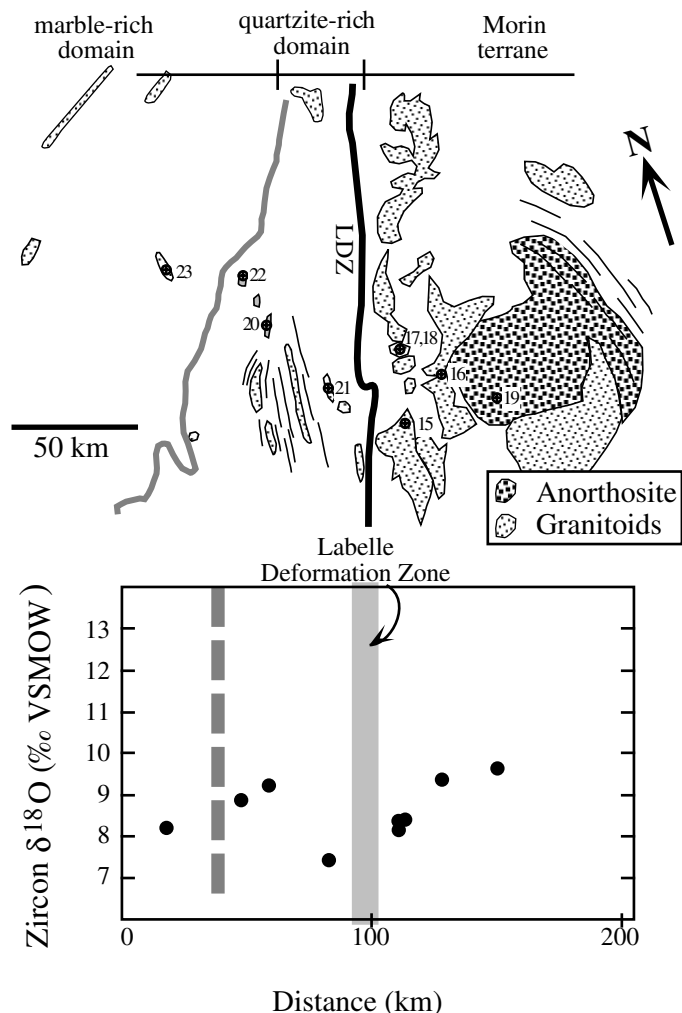 marble-rich
domain
quartzite-rich
domain
Morin
terrane
N
LDZ
23
22
20
21
17,18
16
19
15
50 km
Anorthosite
Granitoids
Labelle
Deformation Zone
Zircon δ18O (‰ VSMOW)
13
12
11
10
9
8
7
0
100
200
Distance (km)